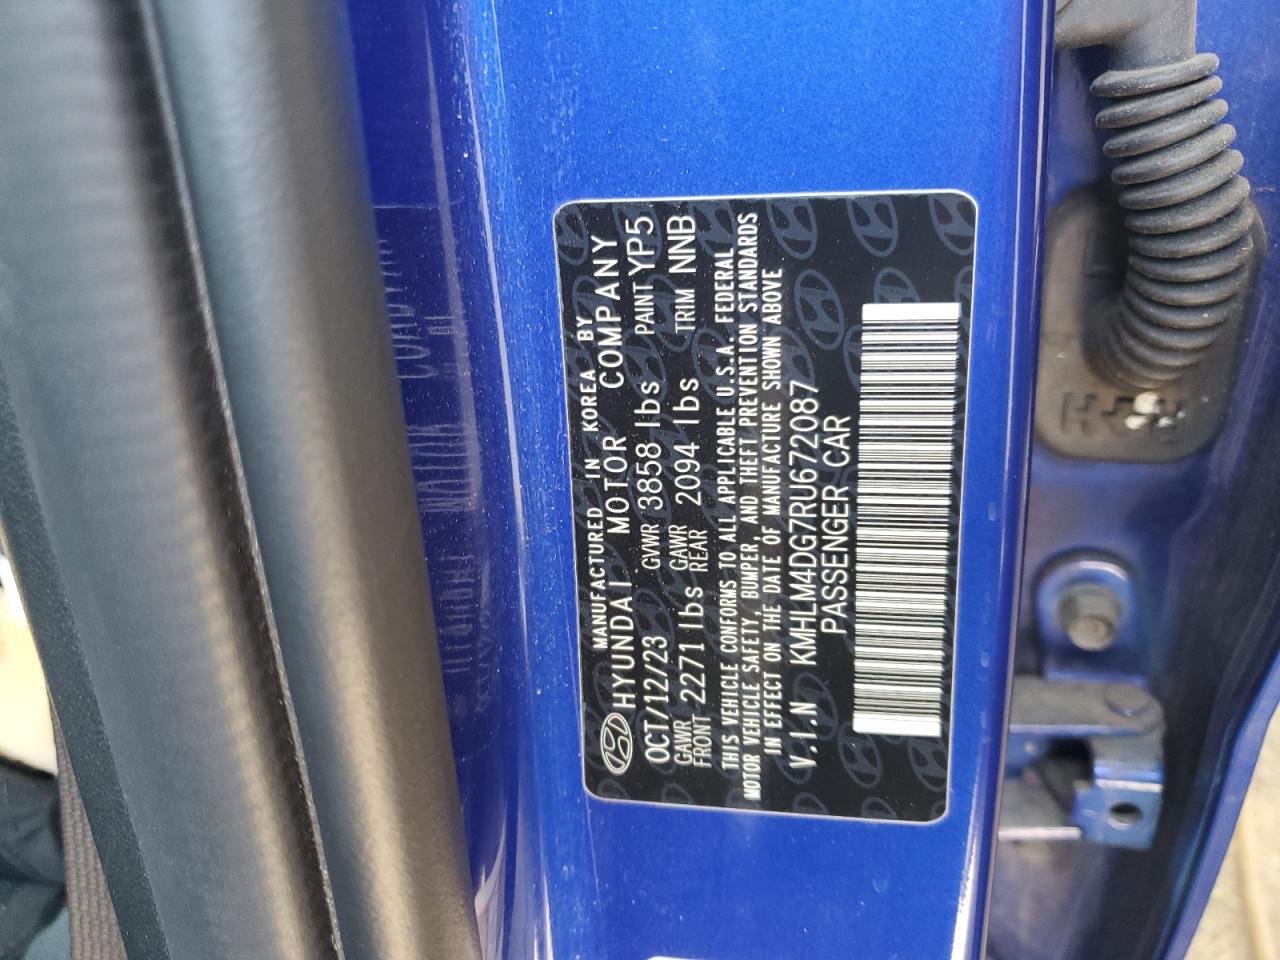 MANUFACTURED IN KOREA BY
HYUNDAI MOTOR COMPANY
OCT/12/23 GVWR 3858 lbs PAINT YP5
GAWR FRONT 2271 lbs GAWR REAR 2094 lbs TRIM NNB
THIS VEHICLE CONFORMS TO ALL APPLICABLE U.S.A. FEDERAL
MOTOR VEHICLE SAFETY, BUMPER, AND THEFT PREVENTION STANDARDS
IN EFFECT ON THE DATE OF MANUFACTURE SHOWN ABOVE
V.I.N KMHLM4DG7RU672087
PASSENGER CAR